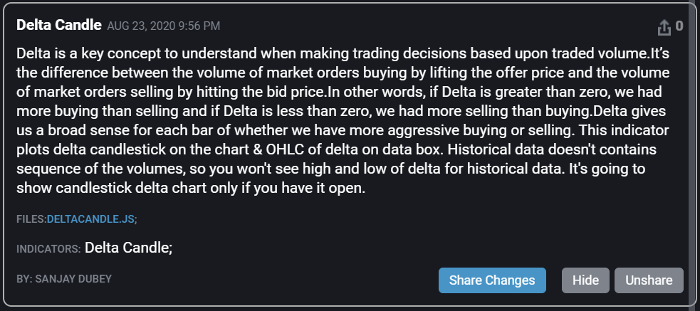 Delta Candle AUG 23, 2020 9:56 PM 0
Delta is a key concept to understand when making trading decisions based upon traded volume.It's
the difference between the volume of market orders buying by lifting the offer price and the volume
of market orders selling by hitting the bid price.In other words, if Delta is greater than zero, we had
more buying than selling and if Delta is less than zero, we had more selling than buying.Delta gives
us a broad sense for each bar of whether we have more aggressive buying or selling. This indicator
plots delta candlestick on the chart & OHLC of delta on data box. Historical data doesn't contains
sequence of the volumes, so you won't see high and low of delta for historical data. It's going to
show candlestick delta chart only if you have it open.
FILES:DELTACANDLE.JS;
INDICATORS: Delta Candle;
BY: SANJAY DUBEY Share Changes Hide Unshare